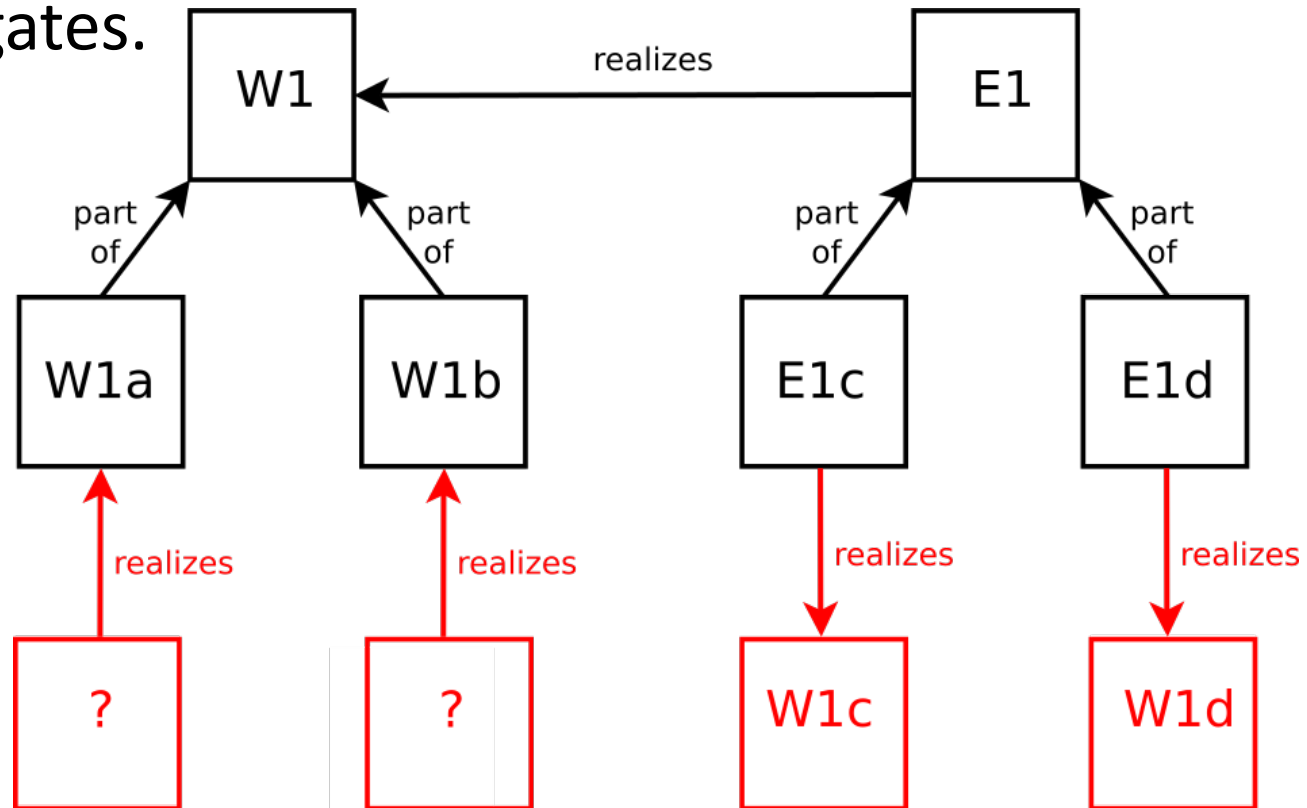 gates.
W1
realizes
E1
part
of
part
of
part
of
part
of
W1a
W1b
E1c
E1d
realizes
realizes
realizes
realizes
?
?
W1c
W1d